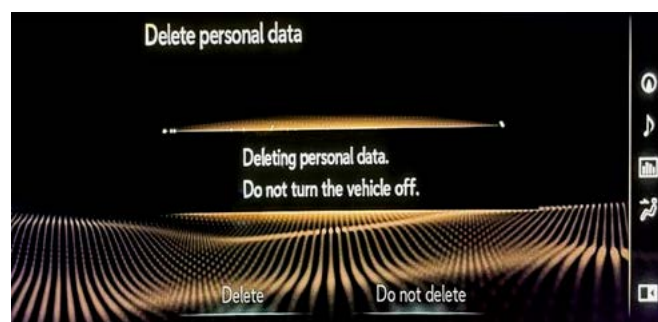 Delete personal data
Deleting personal data.
Do not turn the vehicle off.
Delete
Do not delete